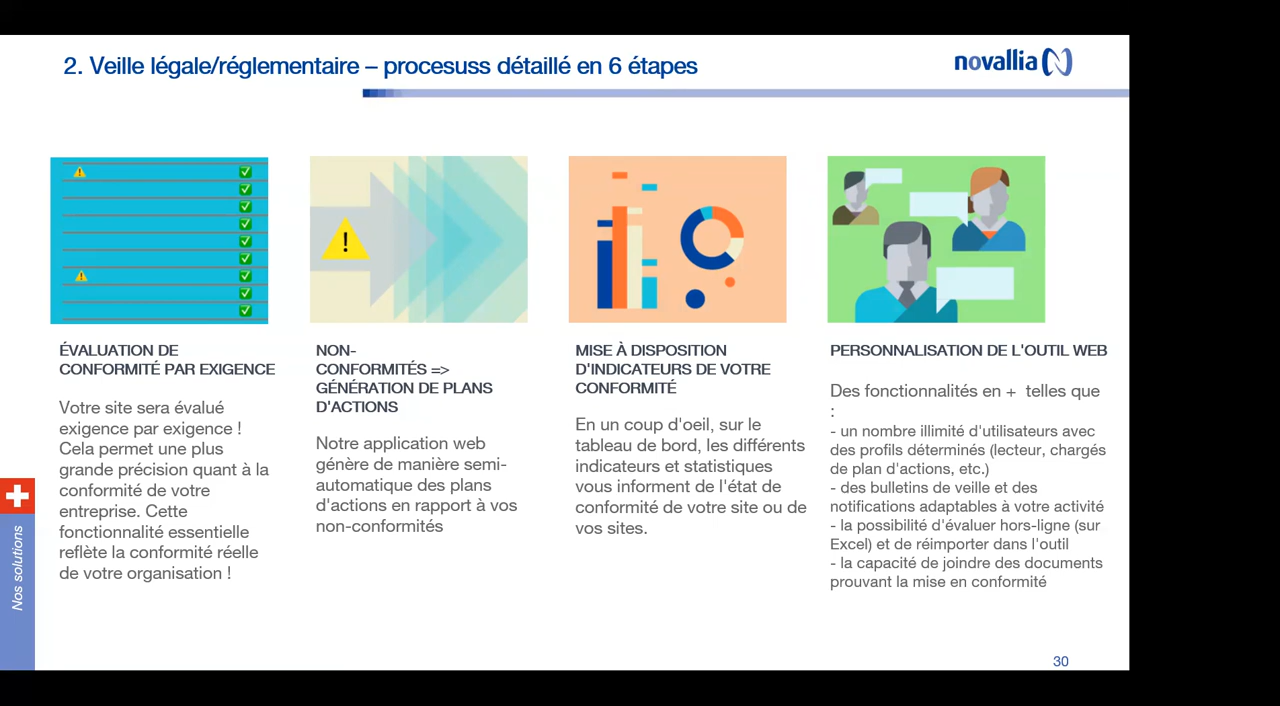 2. Veille légale/réglementaire – procesuss détaillé en 6 étapes
novallia
ÉVALUATION DE
CONFORMITÉ PAR EXIGENCE
Votre site sera évalué
exigence par exigence !
Cela permet une plus
grande précision quant à la
conformité de votre
entreprise. Cette
fonctionnalité essentielle
reflète la conformité réelle
de votre organisation !
NON-
CONFORMITÉS =>
GÉNÉRATION DE PLANS
D'ACTIONS
Notre application web
génère de manière semi-
automatique des plans
d'actions en rapport à vos
non-conformités
MISE À DISPOSITION
D'INDICATEURS DE VOTRE
CONFORMITÉ
En un coup d'oeil, sur le
tableau de bord, les différents
indicateurs et statistiques
vous informent de l'état de
conformité de votre site ou de
vos sites.
PERSONNALISATION DE L'OUTIL WEB
Des fonctionnalités en +  telles que
:
- un nombre illimité d'utilisateurs avec
des profils déterminés (lecteur, chargés
de plan d'actions, etc.)
- des bulletins de veille et des
notifications adaptables à votre activité
- la possibilité d'évaluer hors-ligne (sur
Excel) et de réimporter dans l'outil
- la capacité de joindre des documents
prouvant la mise en conformité
Nos solutions
30